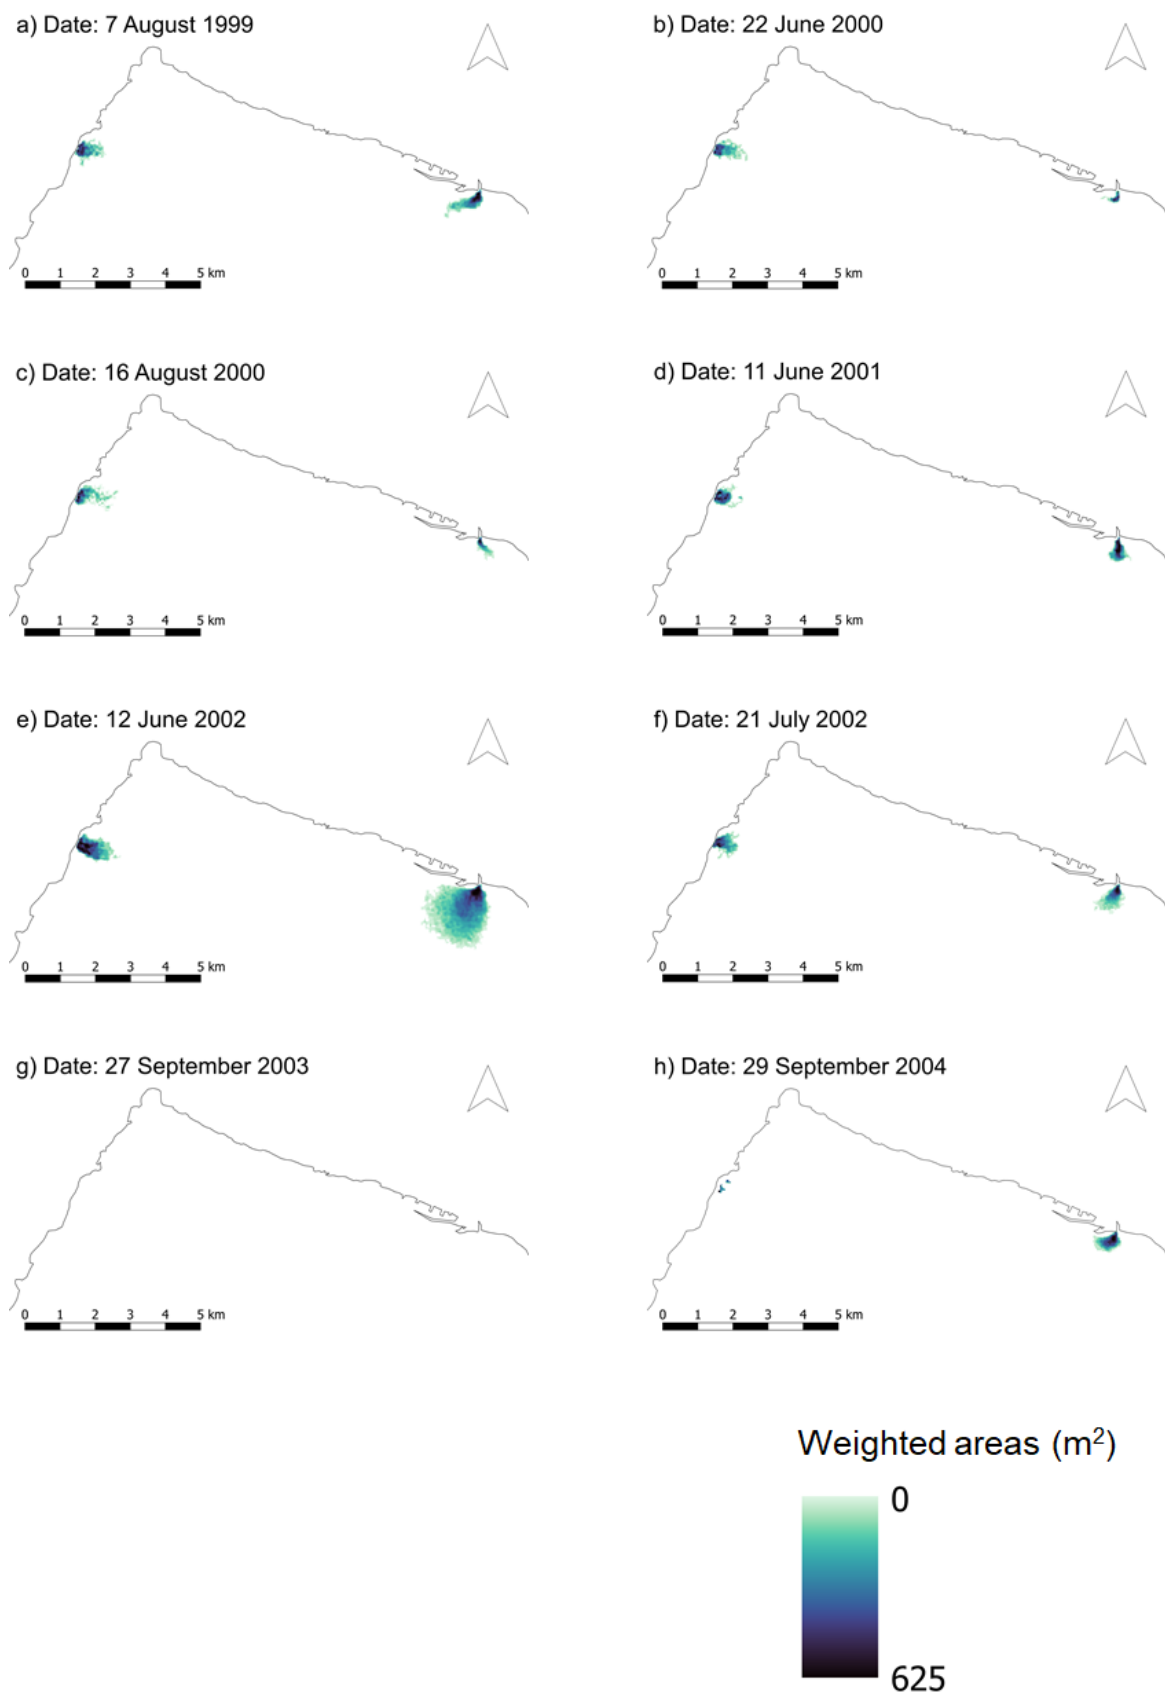 a) Date: 7 August 1999
b) Date: 22 June 2000
0 1 2 3 4 5 km
0 1 2 3 4 5 km
c) Date: 16 August 2000
d) Date: 11 June 2001
0 1 2 3 4 5 km
0 1 2 3 4 5 km
e) Date: 12 June 2002
f) Date: 21 July 2002
0 1 2 3 4 5 km
0 1 2 3 4 5 km
g) Date: 27 September 2003
h) Date: 29 September 2004
0 1 2 3 4 5 km
0 1 2 3 4 5 km
Weighted areas (m²)
0
625